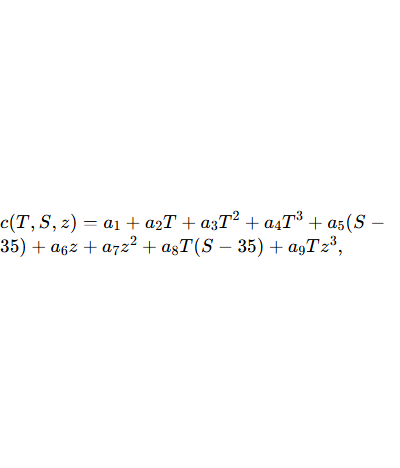 c(T, S, z) = a₁ + a₂T + a₃T² + a₄T³ + a₅(S −
35) + a₆z + a₇z² + a₈T(S − 35) + a₉Tz³,